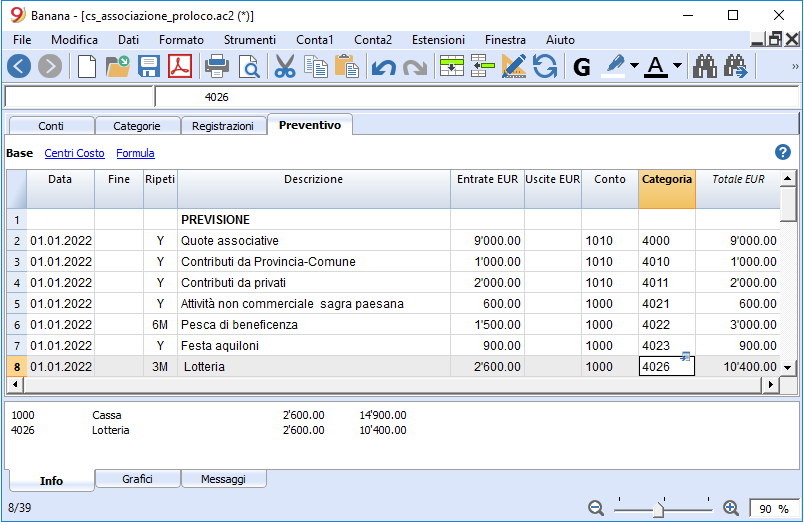 9 Banana - [cs_associazione_proloco.ac2 (*)]
File Modifica Dati Formato Strumenti Conta1 Conta2 Estensioni Finestra Aiuto
G A »
4026
Conti Categorie Registrazioni Preventivo
Base Centri Costo Formula ?
Data Fine Ripeti Descrizione Entrate EUR Uscite EUR Conto Categoria Totale EUR
1 PREVISIONE
2 01.01.2022 Y Quote associative 9'000.00 1010 4000 9'000.00
3 01.01.2022 Y Contributi da Provincia-Comune 1'000.00 1010 4010 1'000.00
4 01.01.2022 Y Contributi da privati 2'000.00 1010 4011 2'000.00
5 01.01.2022 Y Attività non commerciale sagra paesana 600.00 1000 4021 600.00
6 01.01.2022 6M Pesca di beneficenza 1'500.00 1000 4022 3'000.00
7 01.01.2022 Y Festa aquiloni 900.00 1000 4023 900.00
8 01.01.2022 3M Lotteria 2'600.00 1000 4026 10'400.00
1000 Cassa 2'600.00 14'900.00
4026 Lotteria 2'600.00 10'400.00
Info Grafici Messaggi
8/39 90 %